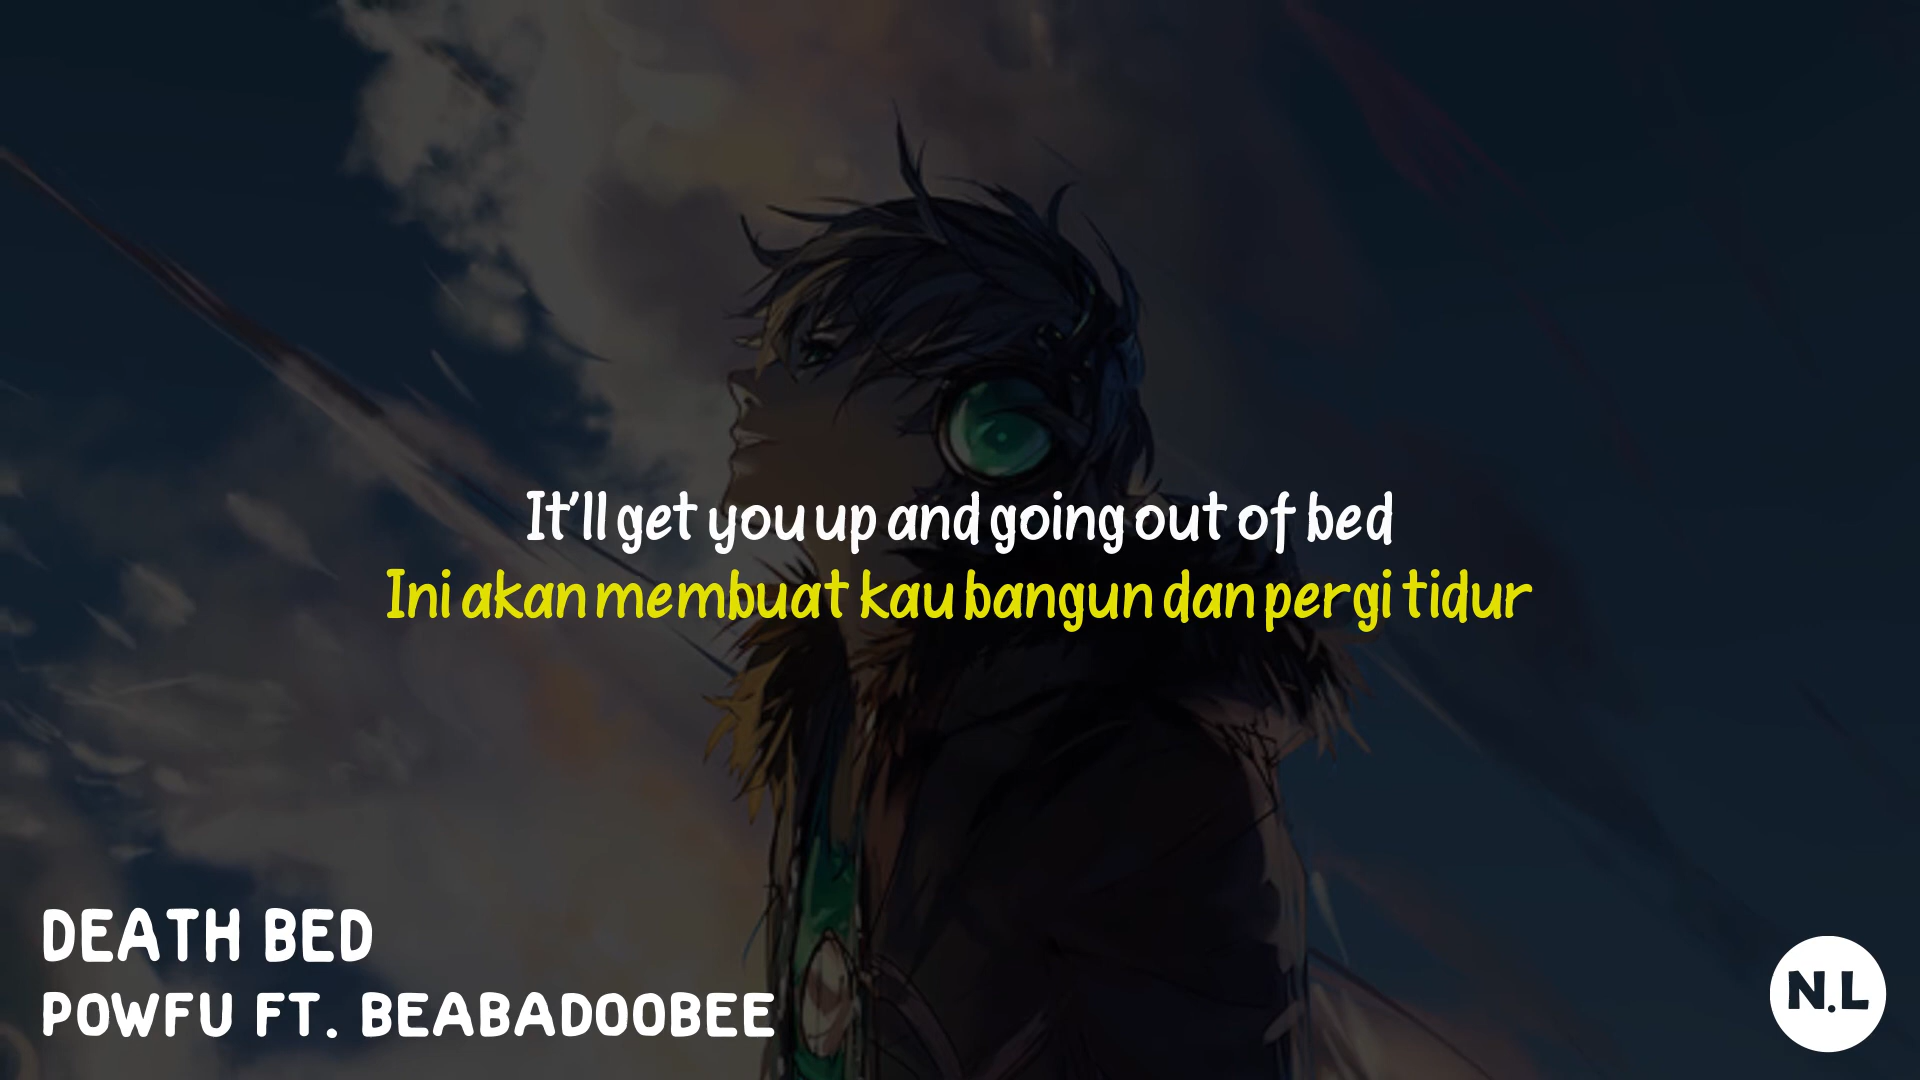 It'll get you up and going out of bed
Ini akan membuat kau bangun dan pergi tidur
DEATH BED
POWFU FT. BEABADOOBEE
N.L